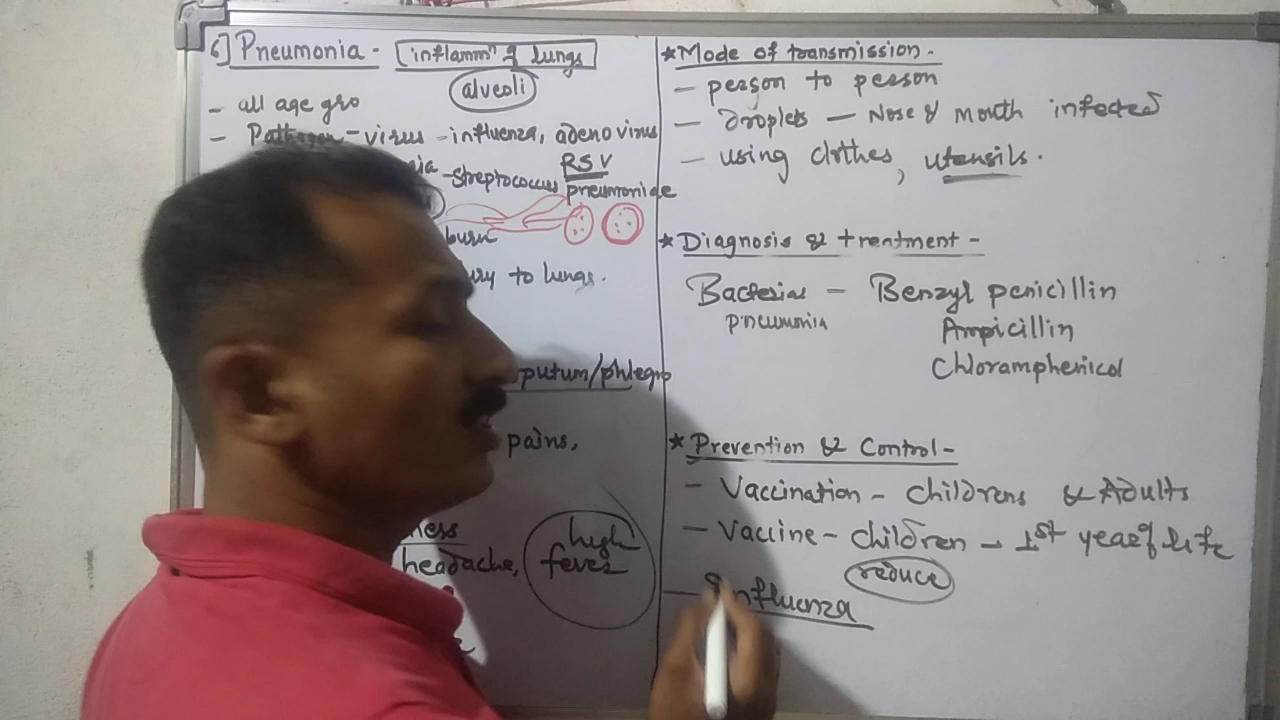 6] Pneumonia - inflammⁿ of lungs
alveoli
- all age gro
- Pathogen - virus - influenza, adenovirus
RSV
- streptococcus pneumoniae
burn
ury to lungs.
putum/phlegm
pains,
ness
headache, high fever
* Mode of transmission.
- person to person
- droplets - Nose & mouth infected
- using clothes, utensils.
* Diagnosis & treatment -
Bacterial pneumonia - Benzyl penicillin
Ampicillin
Chloramphenicol
* Prevention & Control -
- Vaccination - childrens & Adults
- Vaccine - children - 1st year of life
reduce
- Influenza